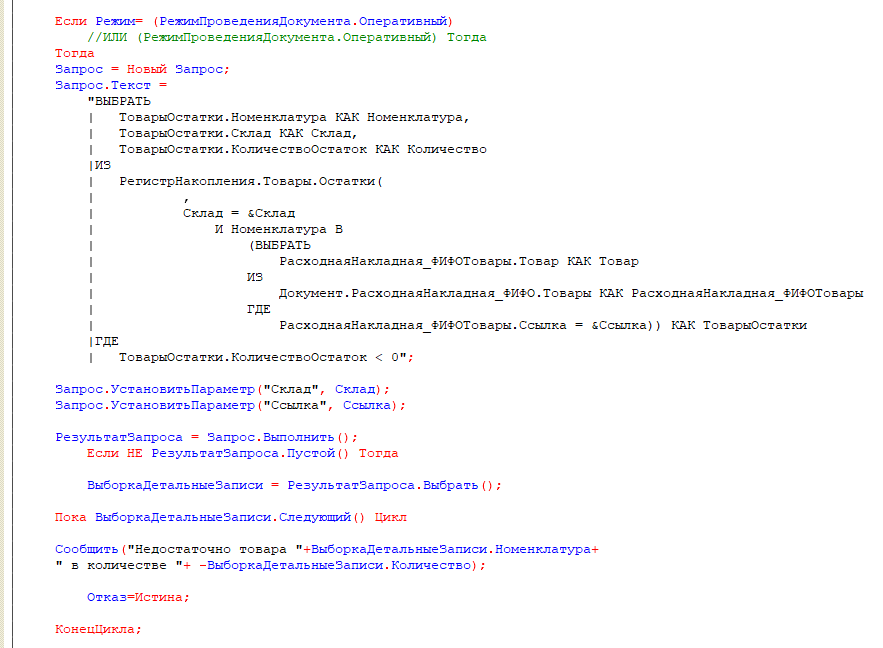 Если Режим= (РежимПроведенияДокумента.Оперативный)
//ИЛИ (РежимПроведенияДокумента.Оперативный) Тогда
Тогда
Запрос = Новый Запрос;
Запрос.Текст =
"ВЫБРАТЬ
| ТоварыОстатки.Номенклатура КАК Номенклатура,
| ТоварыОстатки.Склад КАК Склад,
| ТоварыОстатки.КоличествоОстаток КАК Количество
|ИЗ
| РегистрНакопления.Товары.Остатки(
| ,
| Склад = &Склад
| И Номенклатура В
| (ВЫБРАТЬ
| РасходнаяНакладная_ФИФОТовары.Товар КАК Товар
| ИЗ
| Документ.РасходнаяНакладная_ФИФО.Товары КАК РасходнаяНакладная_ФИФОТовары
| ГДЕ
| РасходнаяНакладная_ФИФОТовары.Ссылка = &Ссылка)) КАК ТоварыОстатки
|ГДЕ
| ТоварыОстатки.КоличествоОстаток < 0";
Запрос.УстановитьПараметр("Склад", Склад);
Запрос.УстановитьПараметр("Ссылка", Ссылка);
РезультатЗапроса = Запрос.Выполнить();
Если НЕ РезультатЗапроса.Пустой() Тогда
ВыборкаДетальныеЗаписи = РезультатЗапроса.Выбрать();
Пока ВыборкаДетальныеЗаписи.Следующий() Цикл
Сообщить("Недостаточно товара "+ВыборкаДетальныеЗаписи.Номенклатура+
" в количестве "+ -ВыборкаДетальныеЗаписи.Количество);
Отказ=Истина;
КонецЦикла;